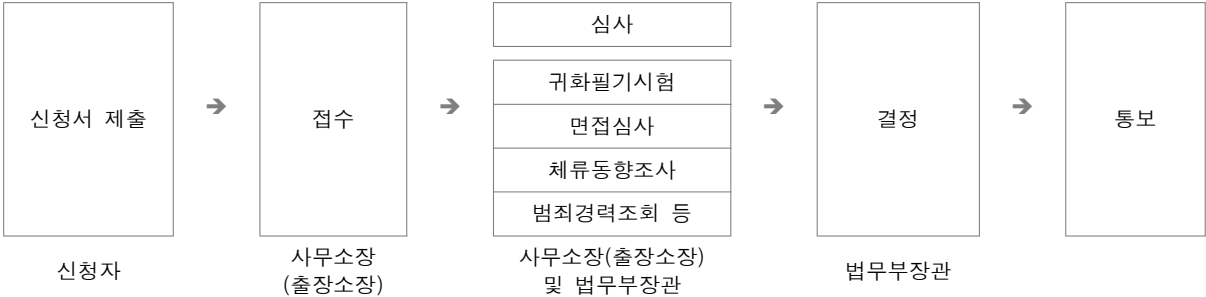 신청서 제출
➔
접수
➔
심사
귀화필기시험
면접심사
체류동향조사
범죄경력조회 등
➔
결정
➔
통보
신청자
사무소장
(출장소장)
사무소장(출장소장)
및 법무부장관
법무부장관